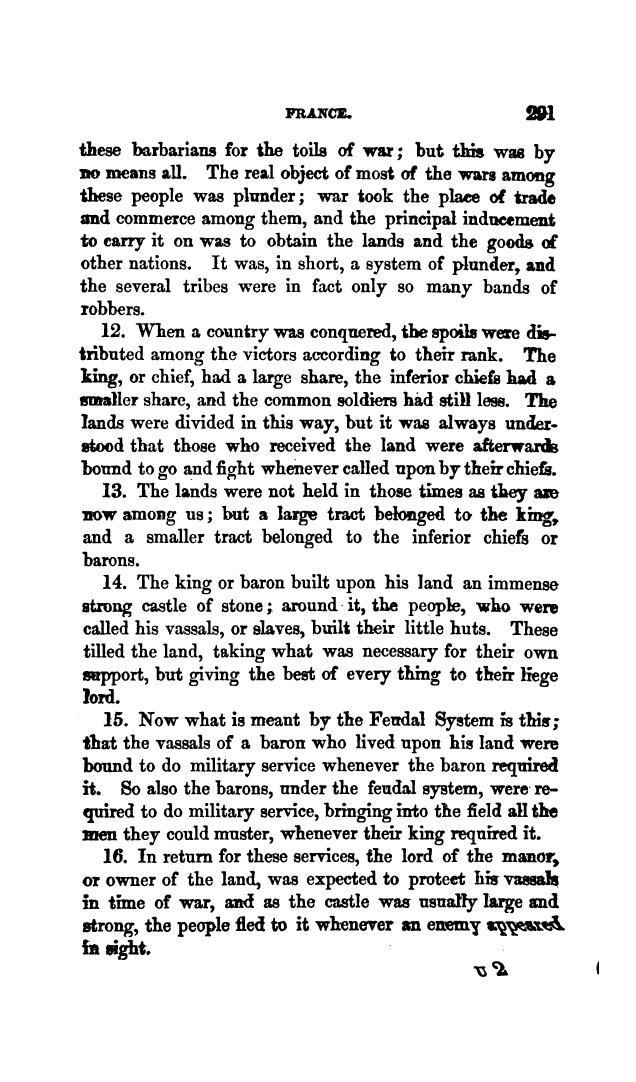 FRANCE. 291
these barbarians for the toils of war; but this was by
no means all. The real object of most of the wars among
these people was plunder; war took the place of trade
and commerce among them, and the principal inducement
to carry it on was to obtain the lands and the goods of
other nations. It was, in short, a system of plunder, and
the several tribes were in fact only so many bands of
robbers.
12. When a country was conquered, the spoils were dis-
tributed among the victors according to their rank. The
king, or chief, had a large share, the inferior chiefs had a
smaller share, and the common soldiers had still less. The
lands were divided in this way, but it was always under-
stood that those who received the land were afterwards
bound to go and fight whenever called upon by their chiefs.
13. The lands were not held in those times as they are
now among us; but a large tract belonged to the king,
and a smaller tract belonged to the inferior chiefs or
barons.
14. The king or baron built upon his land an immense
strong castle of stone; around it, the people, who were
called his vassals, or slaves, built their little huts. These
tilled the land, taking what was necessary for their own
support, but giving the best of every thing to their liege
lord.
15. Now what is meant by the Feudal System is this;
that the vassals of a baron who lived upon his land were
bound to do military service whenever the baron required
it. So also the barons, under the feudal system, were re-
quired to do military service, bringing into the field all the
men they could muster, whenever their king required it.
16. In return for these services, the lord of the manor,
or owner of the land, was expected to protect his vassals
in time of war, and as the castle was usually large and
strong, the people fled to it whenever an enemy appeared
in sight.
U 2